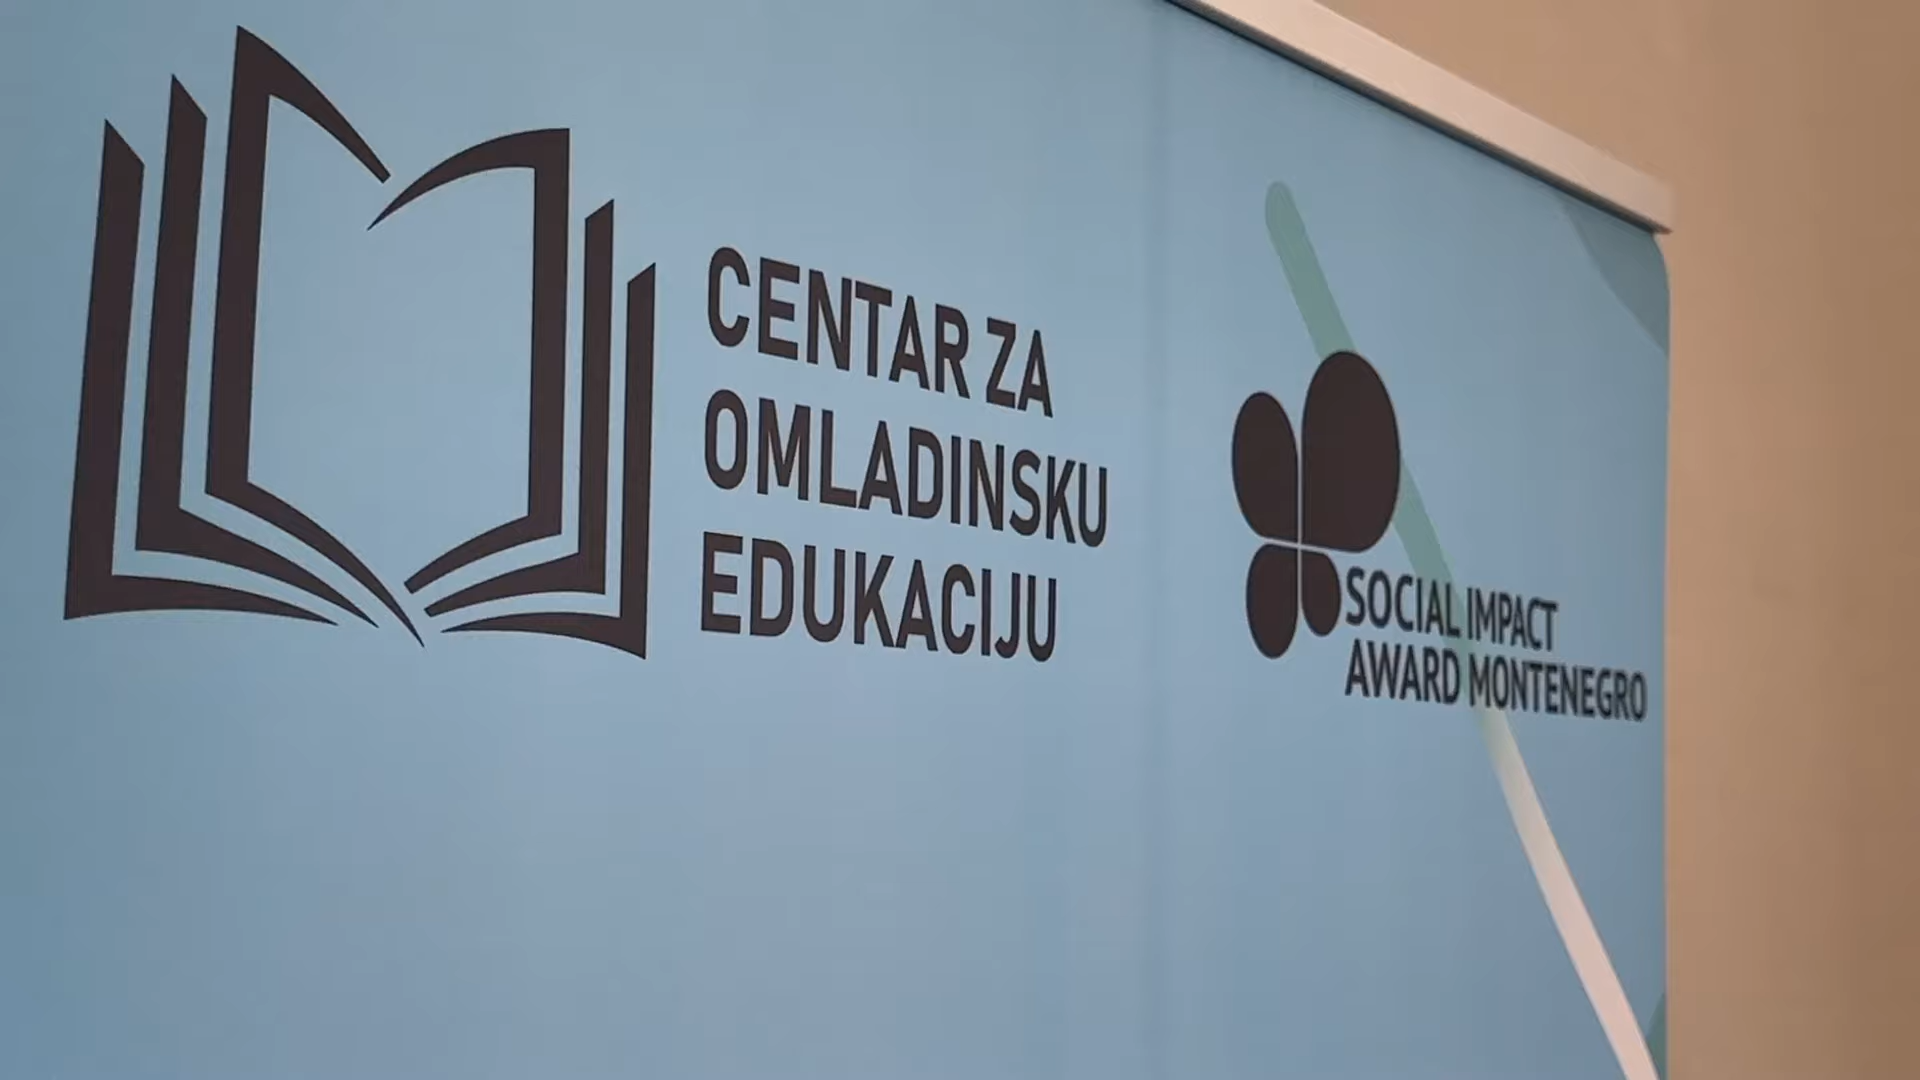 CENTAR ZA
OMLADINSKU
EDUKACIJU
SOCIAL IMPACT
AWARD MONTENEGRO